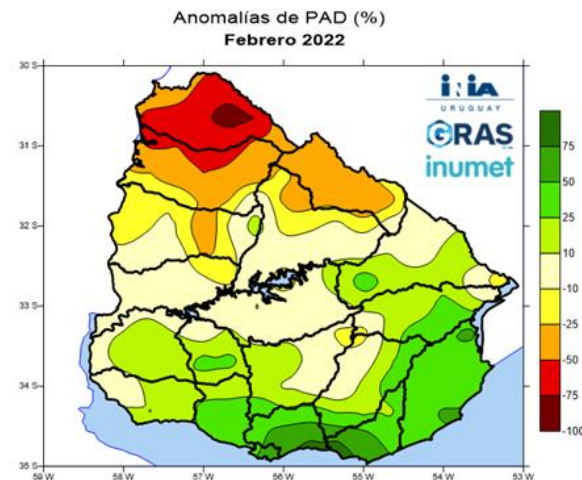 Anomalías de PAD (%)
Febrero 2022
iNiA
URUGUAY
GRAS
inumet
30 S
31 S
32 S
33 S
34 S
35 S
59 W
58 W
57 W
56 W
55 W
54 W
53 W
75
50
25
10
-10
-25
-50
-75
-100